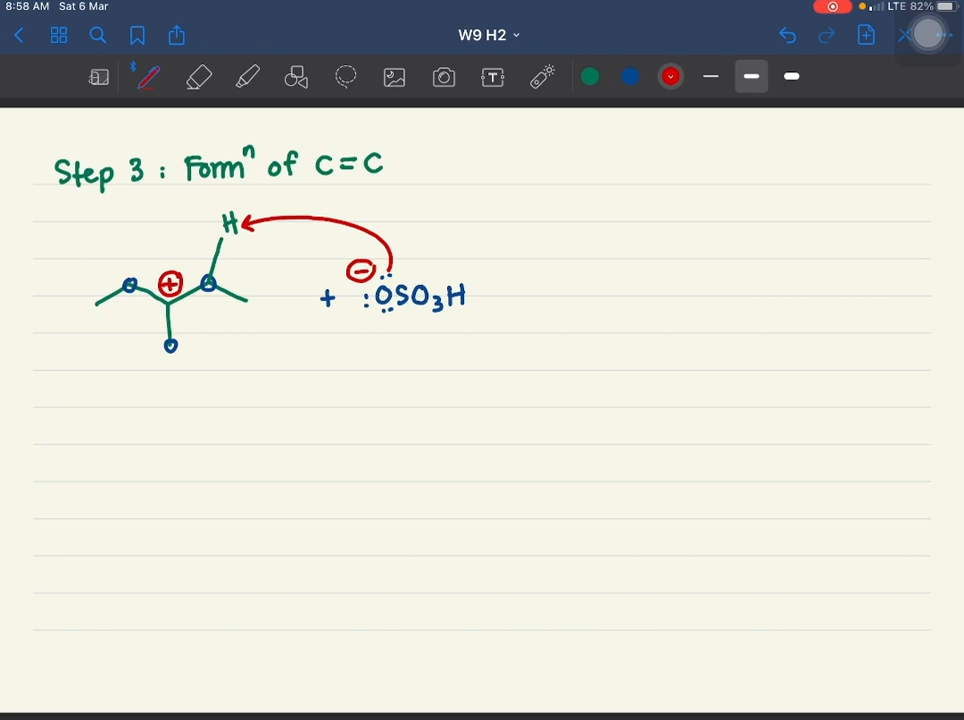 8:58 AM Sat 6 Mar
LTE 82%
W9 H2
T
Step 3 : Formⁿ of C=C
H
⊕
⊖
+ :OSO₃H